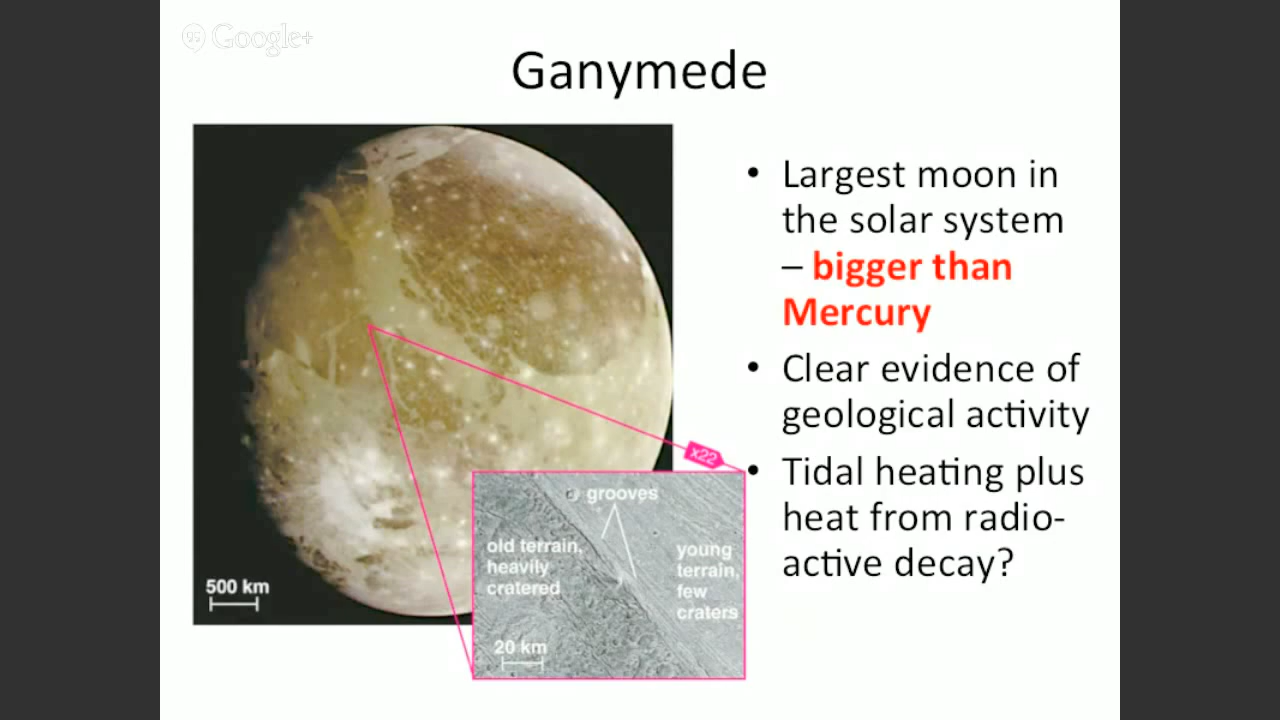 Google+
Ganymede
• Largest moon in
the solar system
– bigger than
Mercury
• Clear evidence of
geological activity
• Tidal heating plus
heat from radio-
active decay?
500 km
x22
grooves
old terrain,
heavily
cratered
young
terrain,
few
craters
20 km